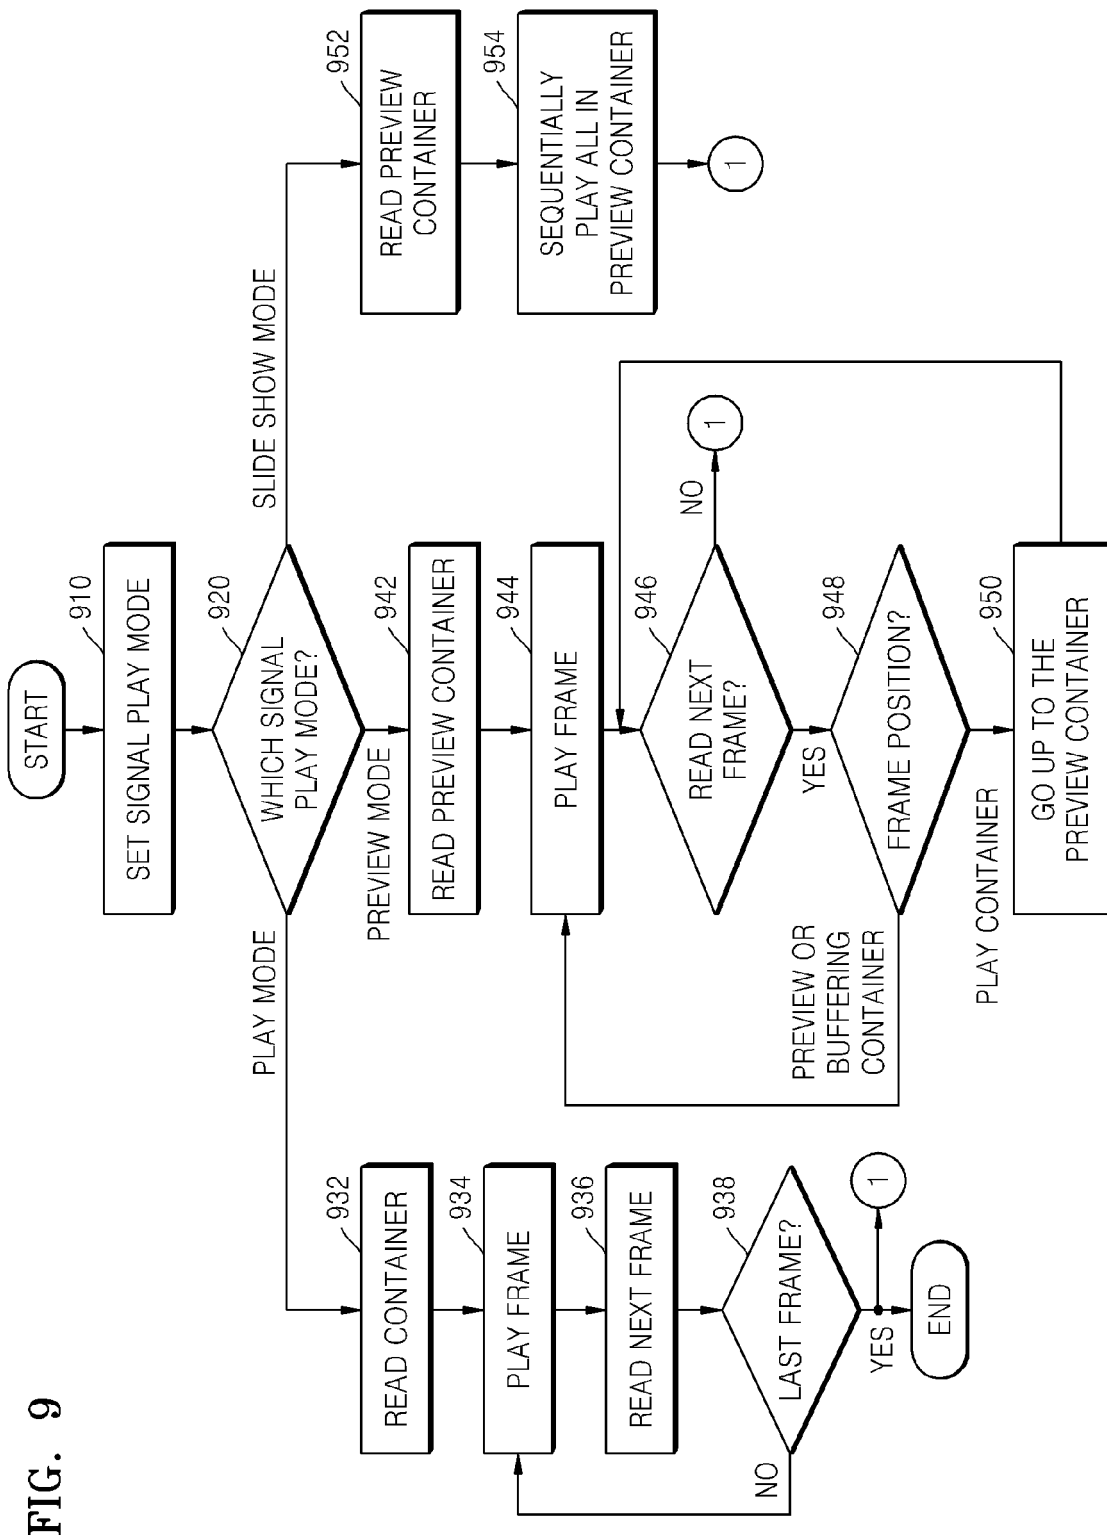 FIG. 9
START
910
SET SIGNAL PLAY MODE
920
WHICH SIGNAL
PLAY MODE?
PLAY MODE
PREVIEW MODE
SLIDE SHOW MODE
932
READ CONTAINER
934
PLAY FRAME
936
READ NEXT FRAME
938
LAST FRAME?
NO
YES
1
END
942
READ PREVIEW CONTAINER
944
PLAY FRAME
946
READ NEXT
FRAME?
NO
1
YES
948
FRAME POSITION?
PREVIEW OR
BUFFERING
CONTAINER
PLAY CONTAINER
950
GO UP TO THE
PREVIEW CONTAINER
952
READ PREVIEW
CONTAINER
954
SEQUENTIALLY
PLAY ALL IN
PREVIEW CONTAINER
1